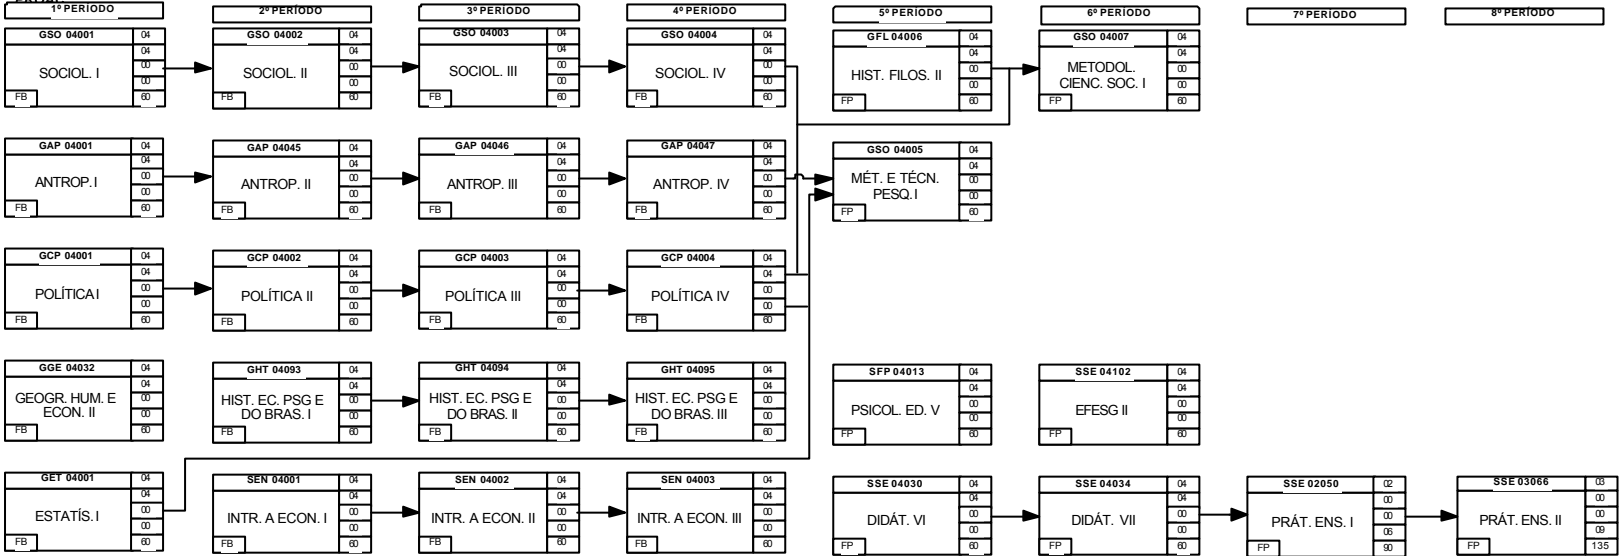 1º PERÍODO
2º PERÍODO
3º PERÍODO
4º PERÍODO
5º PERÍODO
6º PERÍODO
7º PERÍODO
8º PERÍODO
GSO 04001
04
04
00
00
60
SOCIOL. I
FB
GSO 04002
04
04
00
00
60
SOCIOL. II
FB
GSO 04003
04
04
00
00
60
SOCIOL. III
FB
GSO 04004
04
04
00
00
60
SOCIOL. IV
FB
GFL 04006
04
04
00
00
60
HIST. FILOS. II
FP
GSO 04007
04
04
00
00
60
METODOL.
CIENC. SOC. I
FP
GAP 04001
04
04
00
00
60
ANTROP. I
FB
GAP 04045
04
04
00
00
60
ANTROP. II
FB
GAP 04046
04
04
00
00
60
ANTROP. III
FB
GAP 04047
04
04
00
00
60
ANTROP. IV
FB
GSO 04005
04
04
00
00
60
MÉT. E TÉCN.
PESQ. I
FP
GCP 04001
04
04
00
00
60
POLÍTICA I
FB
GCP 04002
04
04
00
00
60
POLÍTICA II
FB
GCP 04003
04
04
00
00
60
POLÍTICA III
FB
GCP 04004
04
04
00
00
60
POLÍTICA IV
FB
GGE 04032
04
04
00
00
60
GEOGR. HUM. E
ECON. II
FB
GHT 04093
04
04
00
00
60
HIST. EC. PSG E
DO BRAS. I
FB
GHT 04094
04
04
00
00
60
HIST. EC. PSG E
DO BRAS. II
FB
GHT 04095
04
04
00
00
60
HIST. EC. PSG E
DO BRAS. III
FB
SFP 04013
04
04
00
00
60
PSICOL. ED. V
FP
SSE 04102
04
04
00
00
60
EFESG II
FP
GET 04001
04
04
00
00
60
ESTATÍS. I
FB
SEN 04001
04
04
00
00
60
INTR. A ECON. I
FB
SEN 04002
04
04
00
00
60
INTR. A ECON. II
FB
SEN 04003
04
04
00
00
60
INTR. A ECON. III
FB
SSE 04030
04
04
00
00
60
DIDÁT. VI
FP
SSE 04034
04
04
00
00
60
DIDÁT. VII
FP
SSE 02050
02
00
00
06
90
PRÁT. ENS. I
FP
SSE 03066
03
00
00
09
135
PRÁT. ENS. II
FP